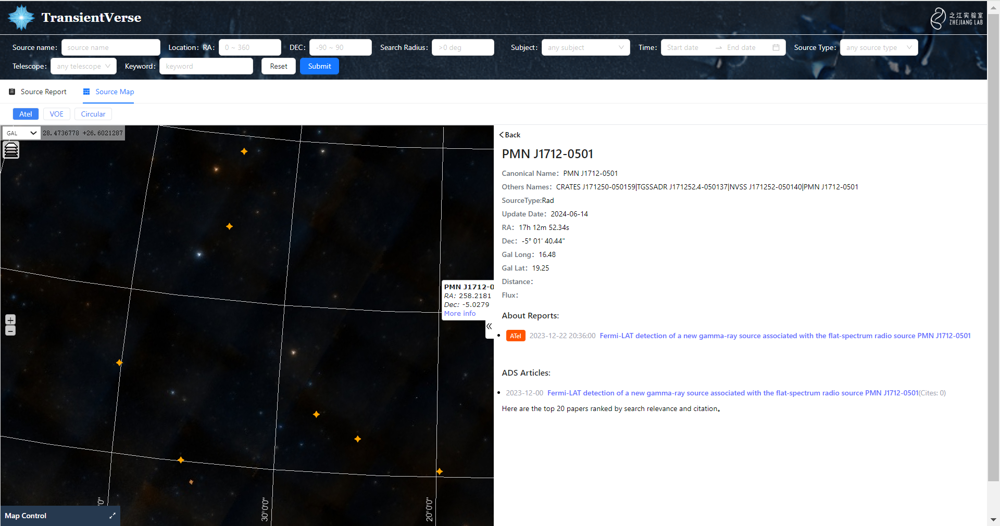 TransientVerse
之江实验室
ZHEJIANG LAB
Source name: source name Location: RA: 0 ~ 360 DEC: -90 ~ 90 Search Radius: >0 deg Subject: any subject Time: Start date → End date Source Type: any source type
Telescope: any telescope Keyword: keyword Reset Submit
Source Report Source Map
Atel VOE Circular
GAL 28.4736778 +26.6021287
PMN J1712-0
RA: 258.2181
Dec: -5.0279
More info
+
−
30°0'0"
20°0'0"
Map Control
Back
PMN J1712-0501
Canonical Name: PMN J1712-0501
Others Names: CRATES J171250-050159|TGSSADR J171252.4-050137|NVSS J171252-050140|PMN J1712-0501
SourceType:Rad
Update Date: 2024-06-14
RA: 17h 12m 52.34s
Dec: -5° 01' 40.44"
Gal Long: 16.48
Gal Lat: 19.25
Distance:
Flux:
About Reports:
ATel 2023-12-22 20:36:00 Fermi-LAT detection of a new gamma-ray source associated with the flat-spectrum radio source PMN J1712-0501
ADS Articles:
2023-12-00 Fermi-LAT detection of a new gamma-ray source associated with the flat-spectrum radio source PMN J1712-0501(Cites: 0)
Here are the top 20 papers ranked by search relevance and citation。